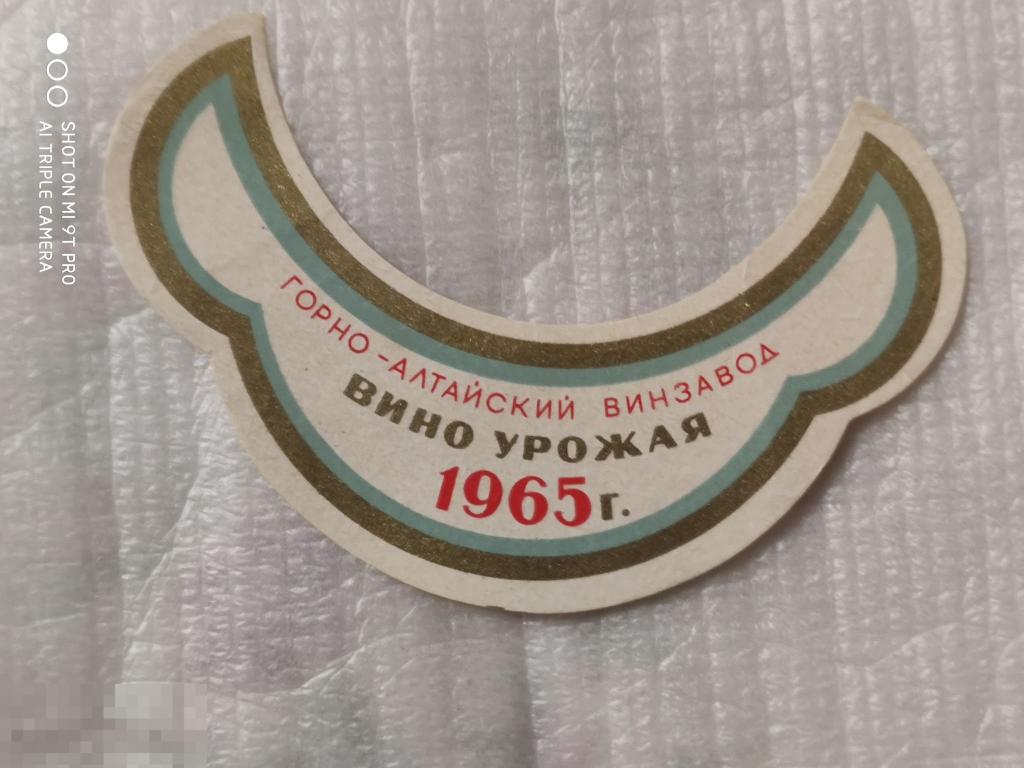 ГОРНО-АЛТАЙСКИЙ ВИНЗАВОД
ВИНО УРОЖАЯ
1965г.
SHOT ON MI 9T PRO
AI TRIPLE CAMERA